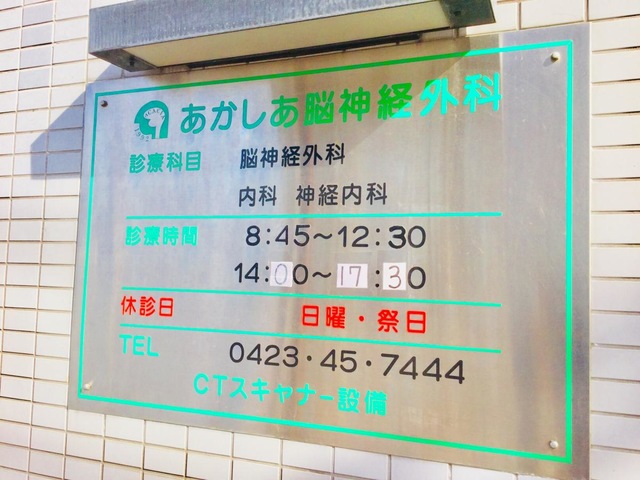 あかしあ脳神経外科
診療科目 脳神経外科
内科 神経内科
診療時間 8:45~12:30
14:00~17:30
休診日 日曜・祭日
TEL 0423・45・7444
CTスキャナー設備